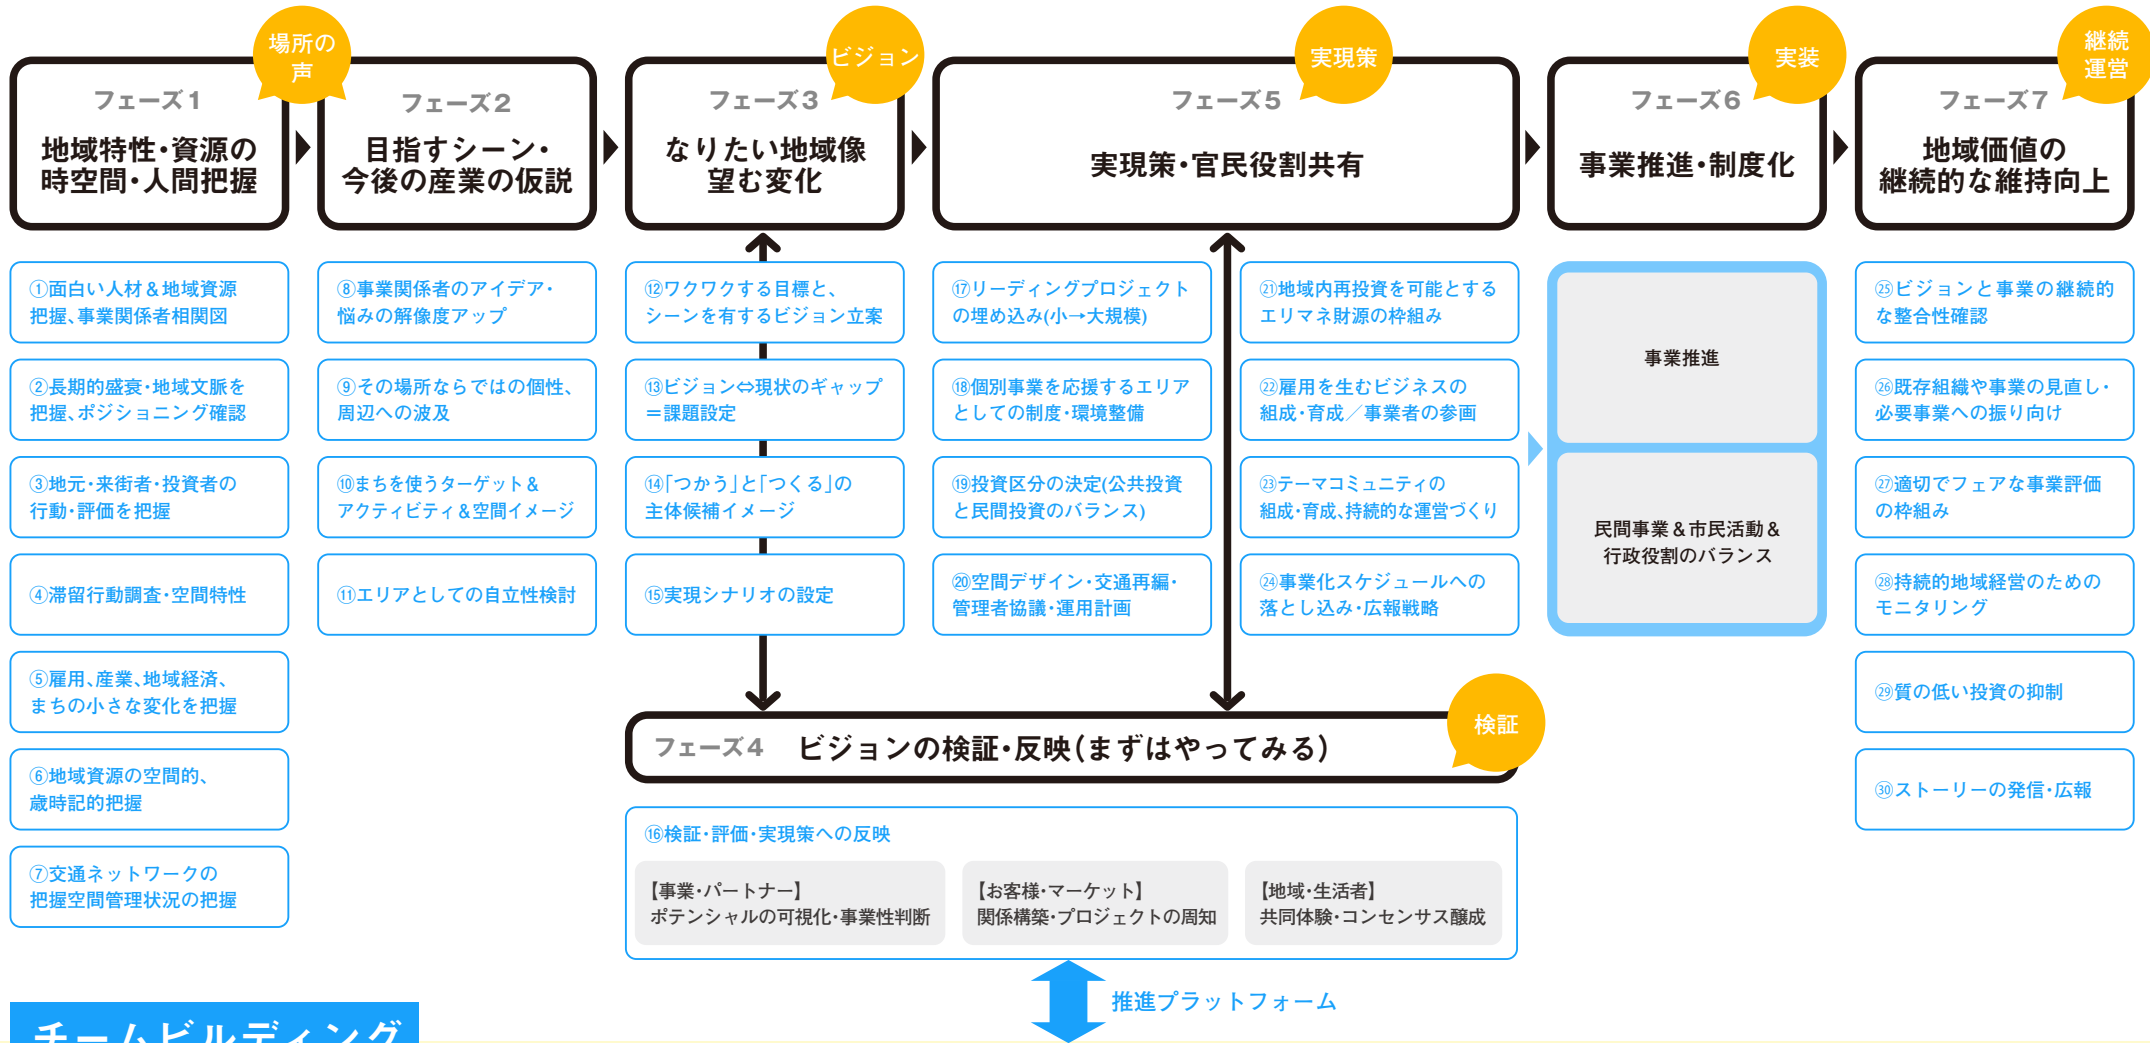 場所の
声
フェーズ1
地域特性・資源の
時空間・人間把握
フェーズ2
目指すシーン・
今後の産業の仮説
ビジョン
フェーズ3
なりたい地域像
望む変化
実現策
フェーズ5
実現策・官民役割共有
実装
フェーズ6
事業推進・制度化
継続
運営
フェーズ7
地域価値の
継続的な維持向上
①面白い人材＆地域資源
把握、事業関係者相関図
②長期的盛衰・地域文脈を
把握、ポジショニング確認
③地元・来街者・投資者の
行動・評価を把握
④滞留行動調査・空間特性
⑤雇用、産業、地域経済、
まちの小さな変化を把握
⑥地域資源の空間的、
歳時記的把握
⑦交通ネットワークの
把握空間管理状況の把握
⑧事業関係者のアイデア・
悩みの解像度アップ
⑨その場所ならではの個性、
周辺への波及
⑩まちを使うターゲット＆
アクティビティ＆空間イメージ
⑪エリアとしての自立性検討
⑫ワクワクする目標と、
シーンを有するビジョン立案
⑬ビジョン⇔現状のギャップ
＝課題設定
⑭「つかう」と「つくる」の
主体候補イメージ
⑮実現シナリオの設定
⑰リーディングプロジェクト
の埋め込み(小→大規模)
⑱個別事業を応援するエリア
としての制度・環境整備
⑲投資区分の決定(公共投資
と民間投資のバランス)
⑳空間デザイン・交通再編・
管理者協議・運用計画
㉑地域内再投資を可能とする
エリマネ財源の枠組み
㉒雇用を生むビジネスの
組成・育成／事業者の参画
㉓テーマコミュニティの
組成・育成、持続的な運営づくり
㉔事業化スケジュールへの
落とし込み・広報戦略
事業推進
民間事業＆市民活動＆
行政役割のバランス
㉕ビジョンと事業の継続的
な整合性確認
㉖既存組織や事業の見直し・
必要事業への振り向け
㉗適切でフェアな事業評価
の枠組み
㉘持続的地域経営のための
モニタリング
㉙質の低い投資の抑制
㉚ストーリーの発信・広報
検証
フェーズ4 ビジョンの検証・反映(まずはやってみる)
⑯検証・評価・実現策への反映
【事業・パートナー】
ポテンシャルの可視化・事業性判断
【お客様・マーケット】
関係構築・プロジェクトの周知
【地域・生活者】
共同体験・コンセンサス醸成
推進プラットフォーム
チームビルディング